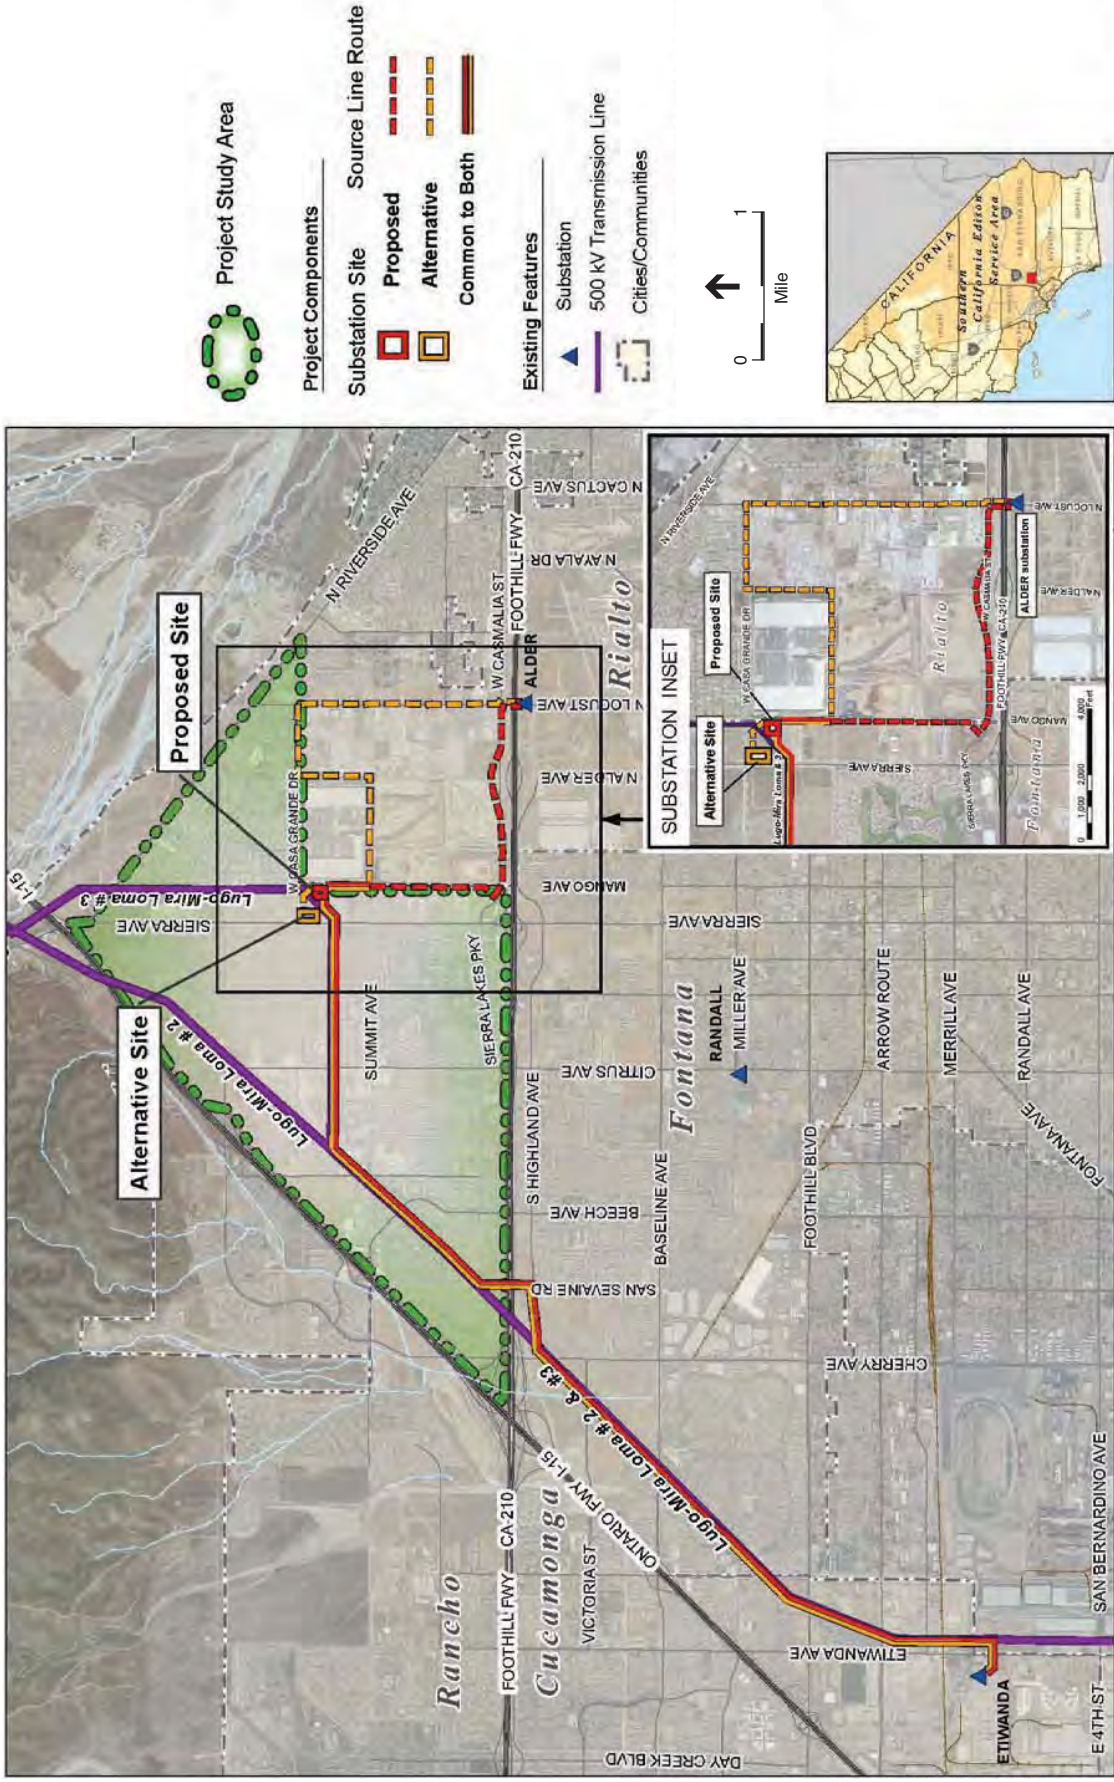 Project Study Area
Project Components
Substation Site
Source Line Route
Proposed
Alternative
Common to Both
Existing Features
Substation
500 kV Transmission Line
Cities/Communities
0 1
Mile
CALIFORNIA
Southern
California Edison
Service Area
Alternative Site
Proposed Site
I-15
Lugo-Mira Loma # 3
SIERRA AVE
Lugo-Mira Loma # 2
W CASA GRANDE DR
N RIVERSIDE AVE
SUMMIT AVE
SIERRA LAKES PKY
MANGO AVE
N ALDER AVE
N LOCUST AVE
ALDER
W CASMALIA ST
FOOTHILL FWY CA-210
N AYALA DR
N CACTUS AVE
Rialto
S HIGHLAND AVE
SIERRA AVE
CITRUS AVE
BEECH AVE
SAN SEVAINE RD
BASELINE AVE
Fontana
RANDALL
MILLER AVE
FOOTHILL BLVD
ARROW ROUTE
MERRILL AVE
RANDALL AVE
FONTANA AVE
CHERRY AVE
Lugo-Mira Loma # 2 & #3
Rancho
Cucamonga
FOOTHILL FWY CA-210
ONTARIO FWY I-15
VICTORIA ST
ETIWANDA AVE
DAY CREEK BLVD
ETIWANDA
E 4TH ST
SAN BERNARDINO AVE
SUBSTATION INSET
Alternative Site
Proposed Site
N RIVERSIDE AVE
W CASA GRANDE DR
Lugo-Mira Loma # 3
SIERRA AVE
Rialto
SIERRA LAKES PKY
W CASMALIA ST
FOOTHILL FWY CA-210
MANGO AVE
N ALDER AVE
N LOCUST AVE
ALDER substation
Fontana
0 1,000 2,000 4,000
Feet